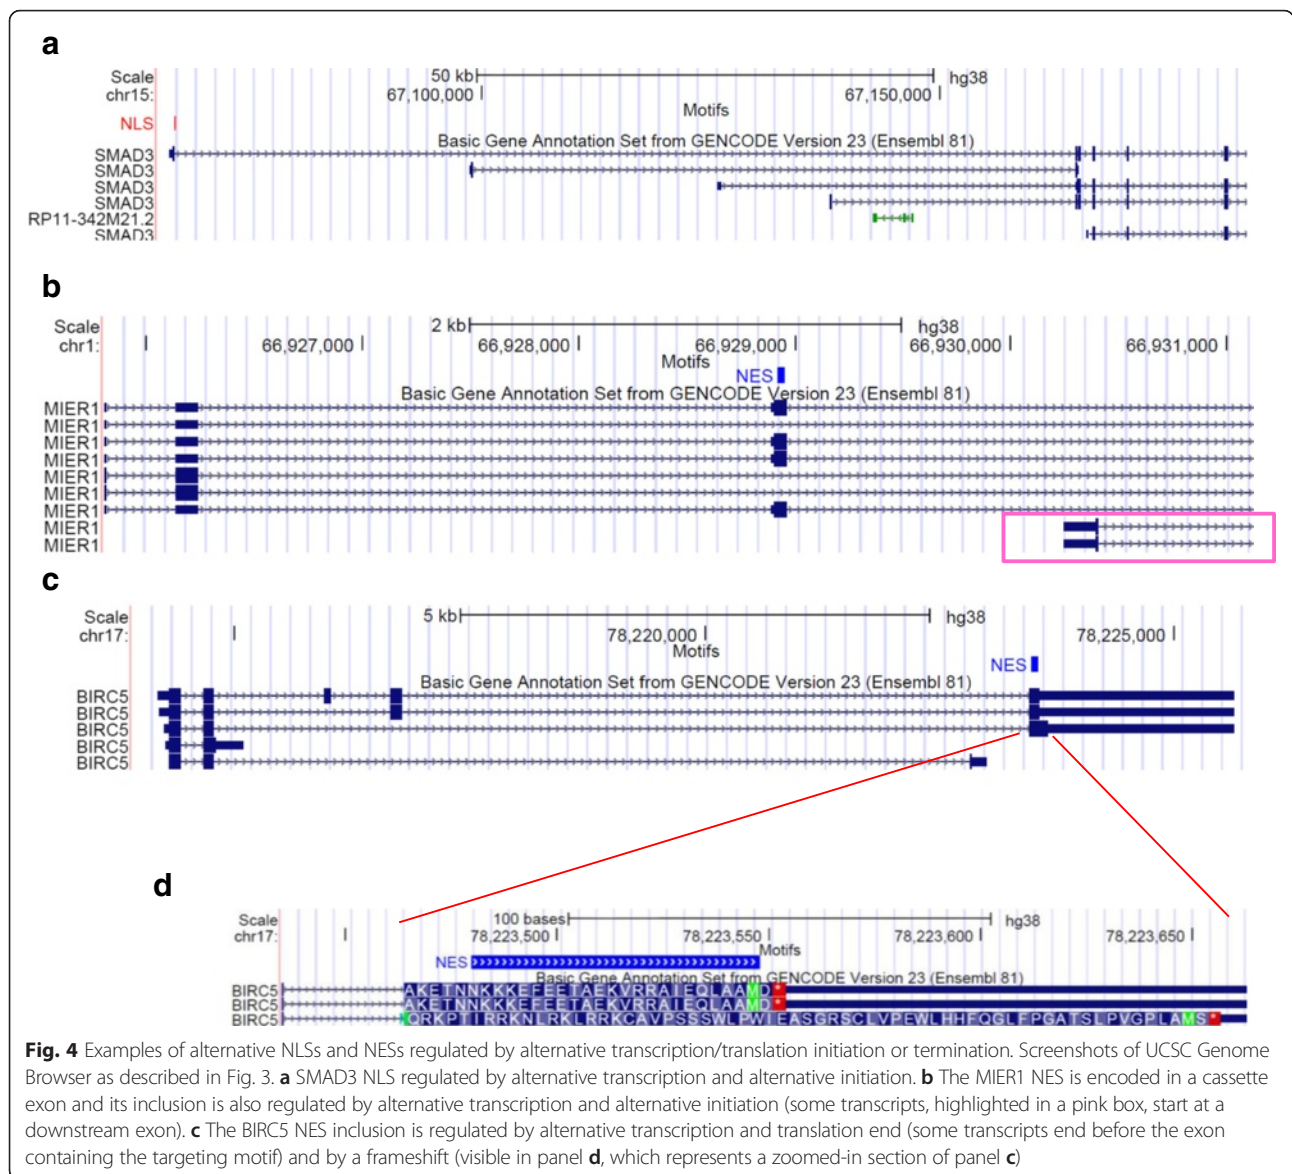 a
Scale 50 kb hg38
chr15: 67,100,000 67,150,000
Motifs
NLS
Basic Gene Annotation Set from GENCODE Version 23 (Ensembl 81)
SMAD3
SMAD3
SMAD3
SMAD3
RP11-342M21.2
SMAD3
b
Scale 2 kb hg38
chr1: 66,927,000 66,928,000 66,929,000 66,930,000 66,931,000
Motifs
NES
Basic Gene Annotation Set from GENCODE Version 23 (Ensembl 81)
MIER1
MIER1
MIER1
MIER1
MIER1
MIER1
MIER1
MIER1
MIER1
c
Scale 5 kb hg38
chr17: 78,220,000 78,225,000
Motifs
NES
Basic Gene Annotation Set from GENCODE Version 23 (Ensembl 81)
BIRC5
BIRC5
BIRC5
BIRC5
BIRC5
d
Scale 100 bases hg38
chr17: 78,223,500 78,223,550 78,223,600 78,223,650
Motifs
NES
Basic Gene Annotation Set from GENCODE Version 23 (Ensembl 81)
BIRC5 AKETNNKKKEFEETAEKVRRAIEQLAAMD*
BIRC5 AKETNNKKKEFEETAEKVRRAIEQLAAMD*
BIRC5 QRKPTIRRKNLRKLRRKCAVPSSSWLPWIEASGRSCLVPEWLHHFQGLFPGATSLPVGPLAMS*
Fig. 4 Examples of alternative NLSs and NESs regulated by alternative transcription/translation initiation or termination. Screenshots of UCSC Genome
Browser as described in Fig. 3. a SMAD3 NLS regulated by alternative transcription and alternative initiation. b The MIER1 NES is encoded in a cassette
exon and its inclusion is also regulated by alternative transcription and alternative initiation (some transcripts, highlighted in a pink box, start at a
downstream exon). c The BIRC5 NES inclusion is regulated by alternative transcription and translation end (some transcripts end before the exon
containing the targeting motif) and by a frameshift (visible in panel d, which represents a zoomed-in section of panel c)